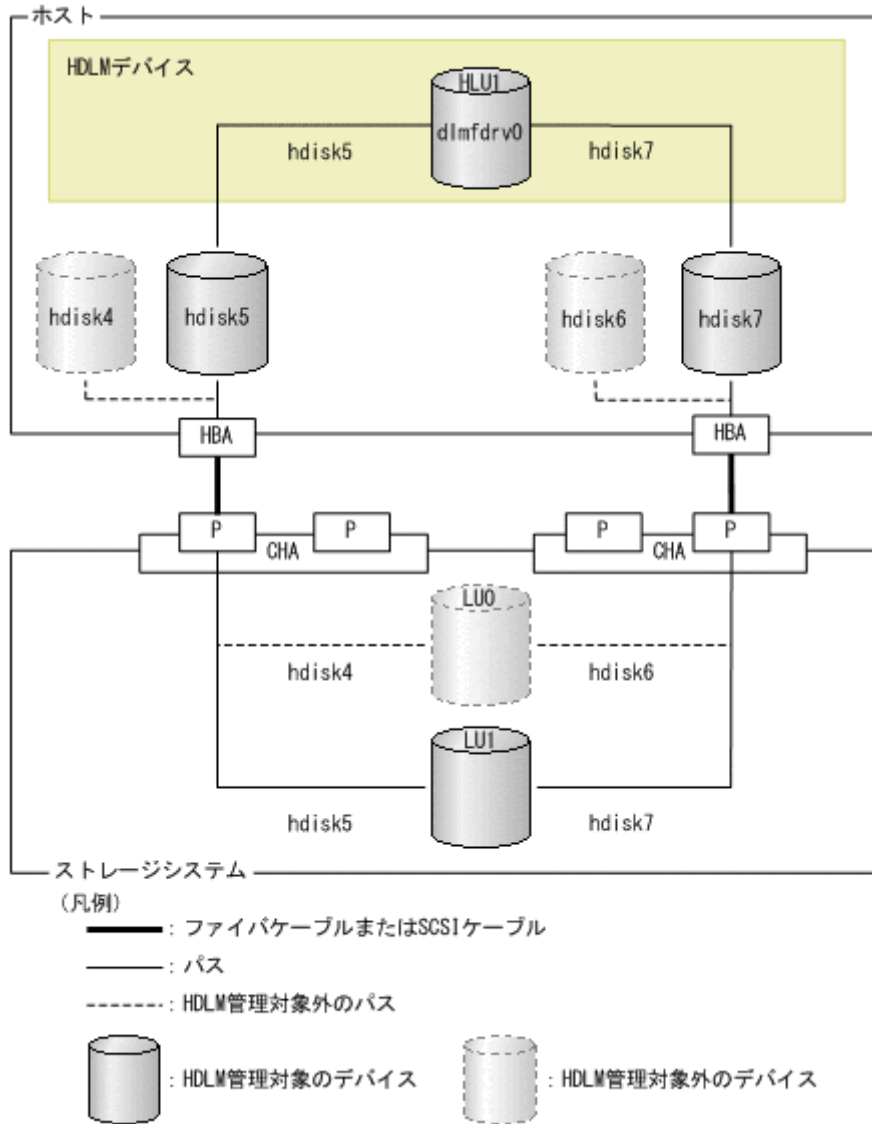 ホスト
HDLMデバイス
HLU1
dlmfdrv0
hdisk5
hdisk7
hdisk4
hdisk5
hdisk6
hdisk7
HBA
HBA
P
P
P
P
CHA
CHA
LU0
hdisk4
hdisk6
LU1
hdisk5
hdisk7
ストレージシステム
(凡例)
: ファイバケーブルまたはSCSIケーブル
: パス
: HDLM管理対象外のパス
: HDLM管理対象のデバイス
: HDLM管理対象外のデバイス